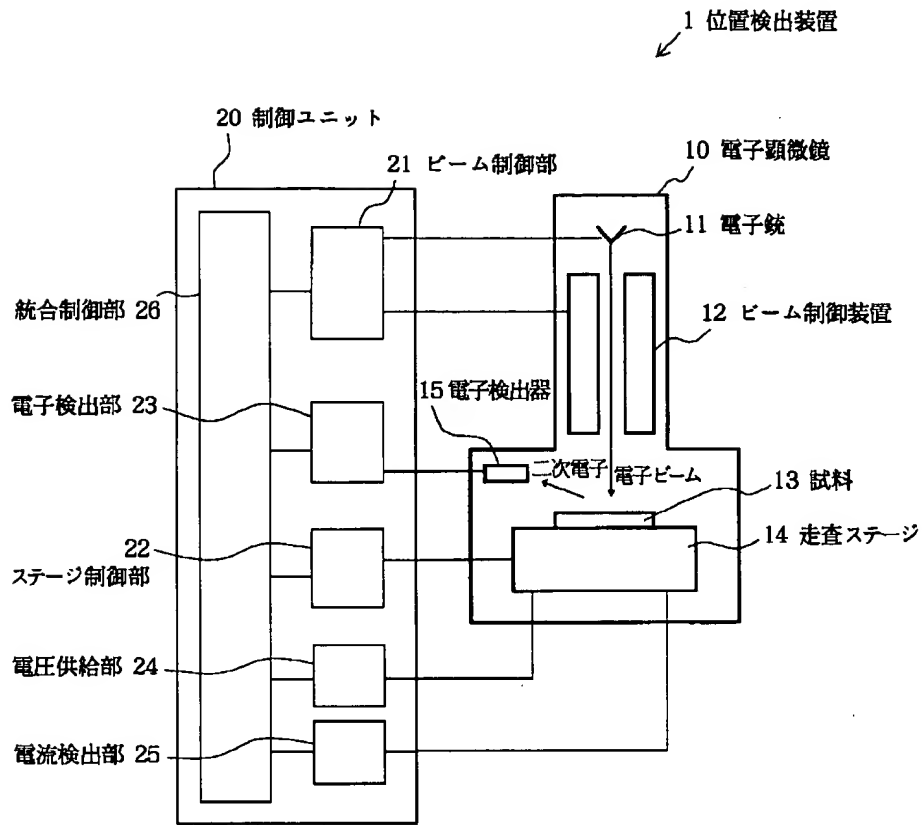 1 位置検出装置
20 制御ユニット
21 ビーム制御部
10 電子顕微鏡
11 電子銃
統合制御部 26
12 ビーム制御装置
電子検出部 23
15 電子検出器
二次電子
電子ビーム
13 試料
22
ステージ制御部
14 走査ステージ
電圧供給部 24
電流検出部 25